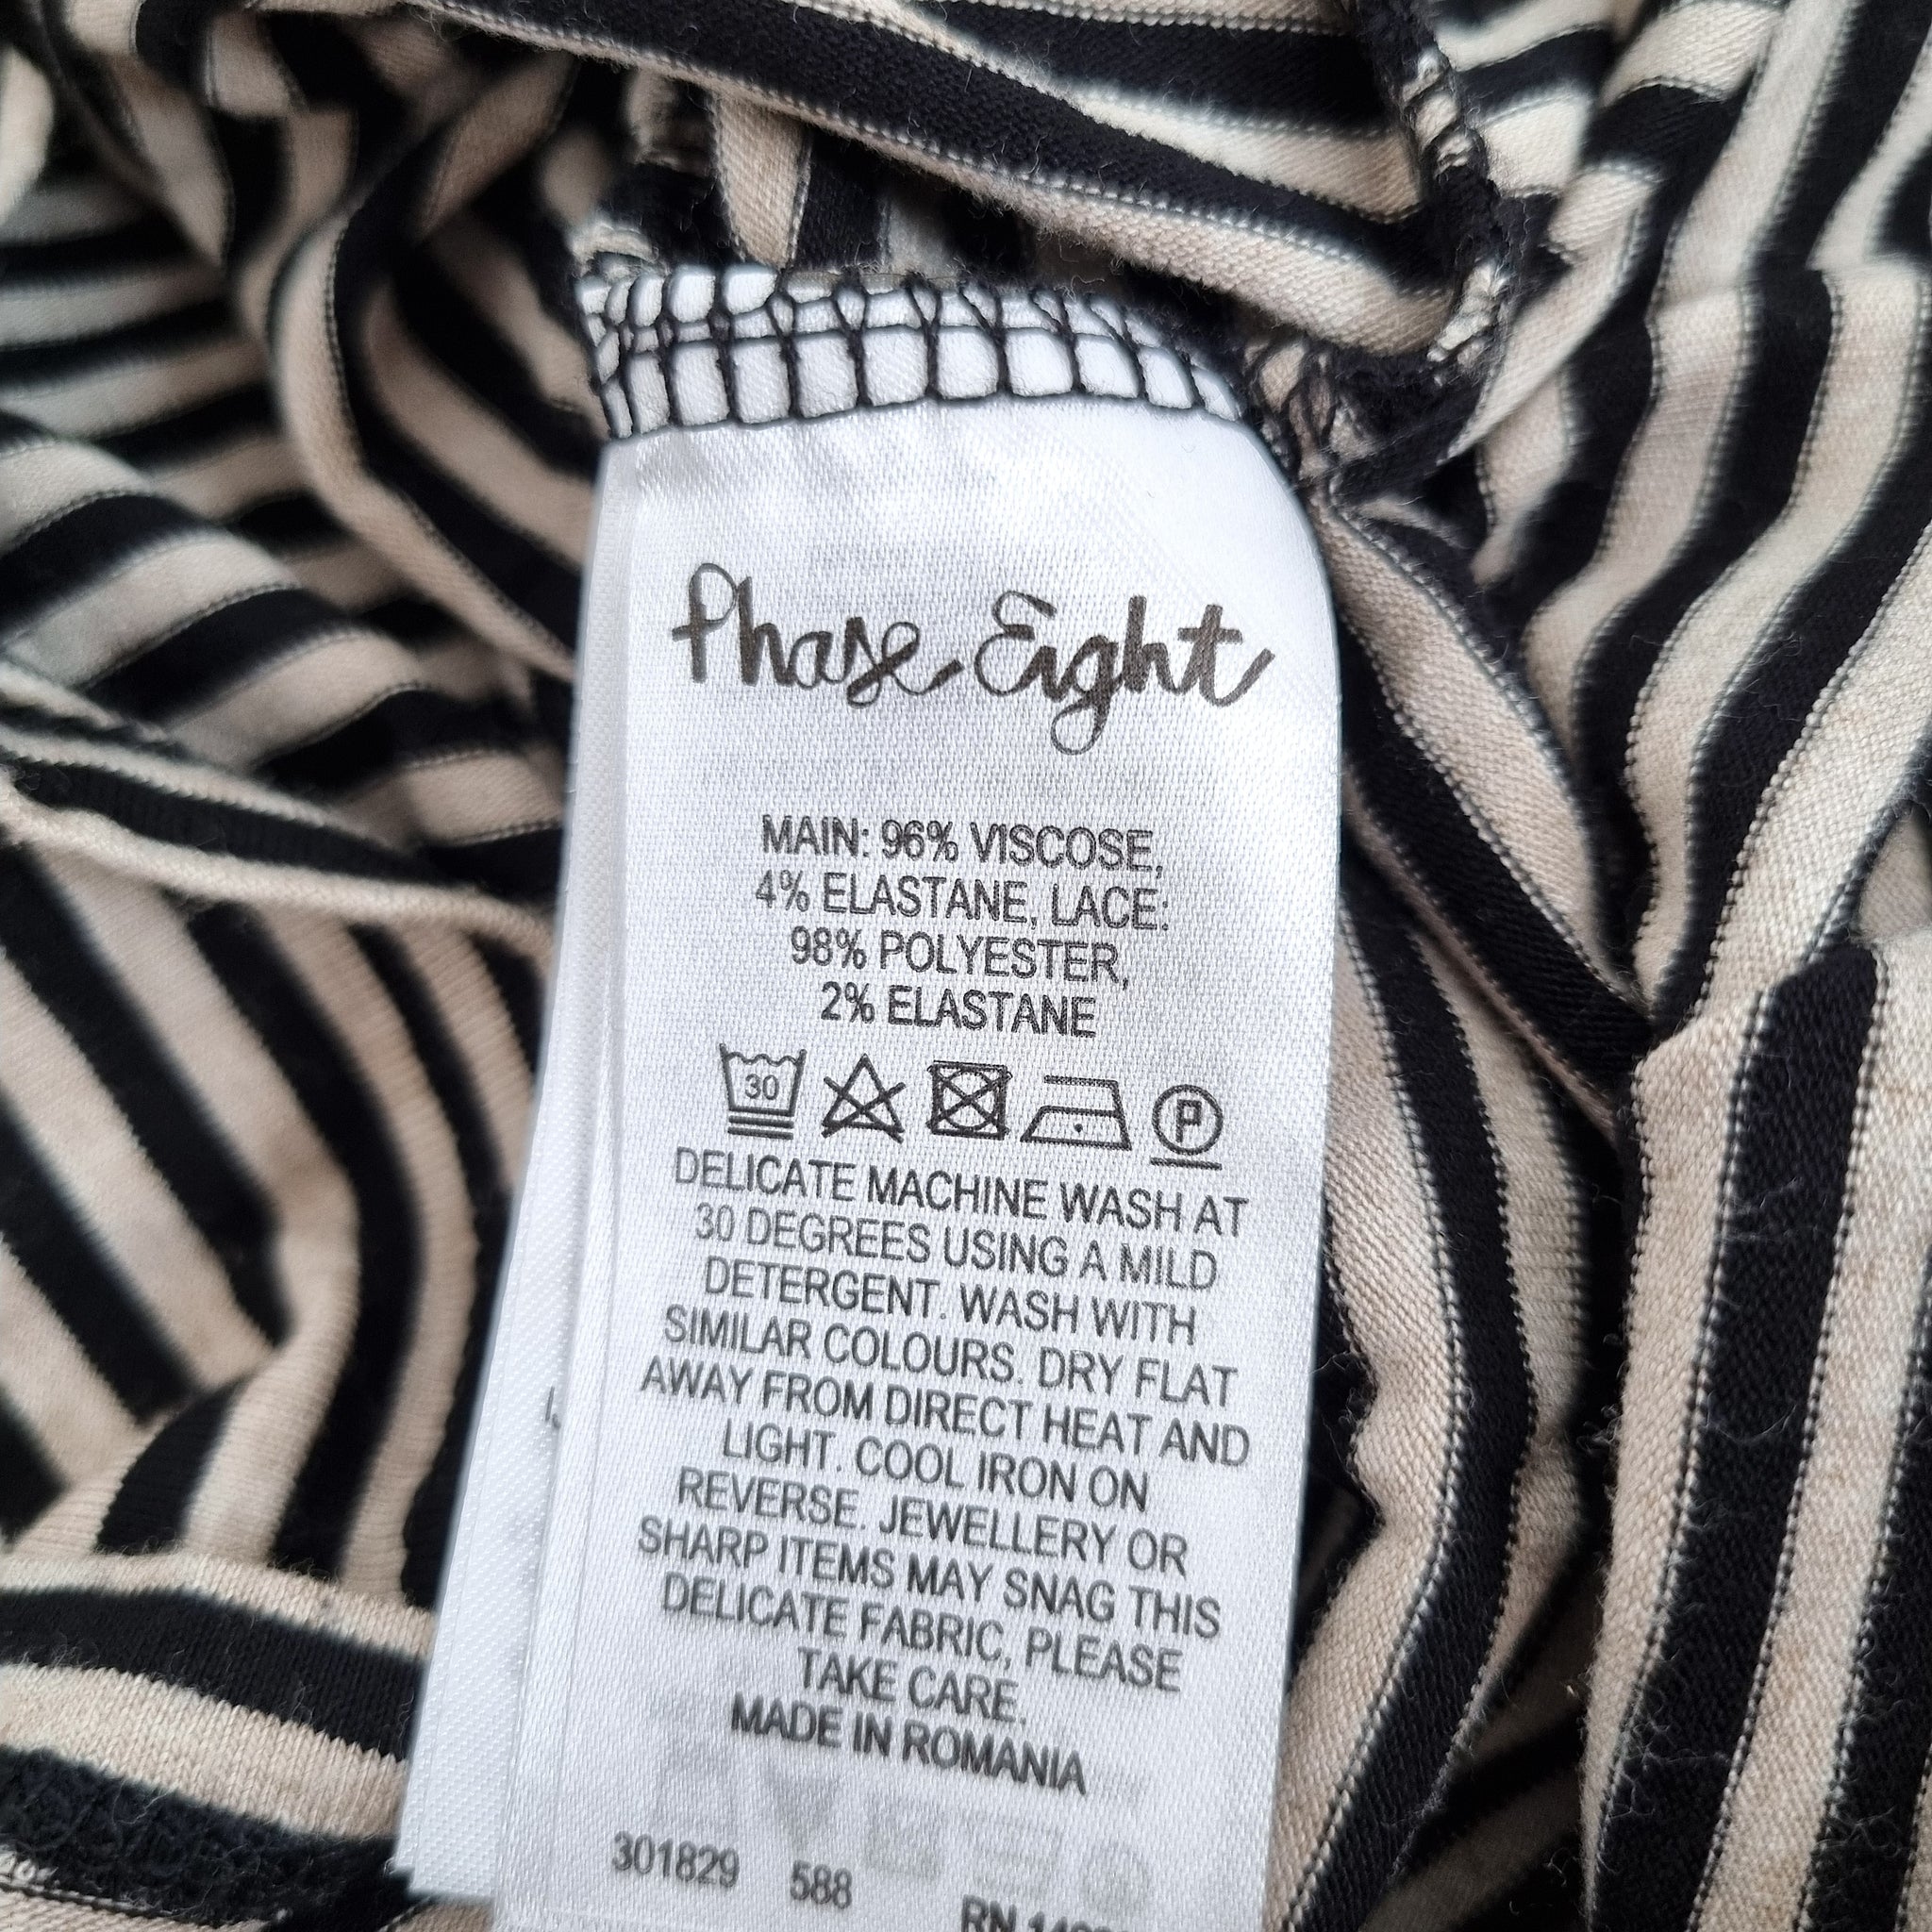 Phase Eight
MAIN: 96% VISCOSE,
4% ELASTANE, LACE:
98% POLYESTER,
2% ELASTANE
30 P
DELICATE MACHINE WASH AT
30 DEGREES USING A MILD
DETERGENT. WASH WITH
SIMILAR COLOURS. DRY FLAT
AWAY FROM DIRECT HEAT AND
LIGHT. COOL IRON ON
REVERSE. JEWELLERY OR
SHARP ITEMS MAY SNAG THIS
DELICATE FABRIC, PLEASE
TAKE CARE.
MADE IN ROMANIA
301829 588
RN